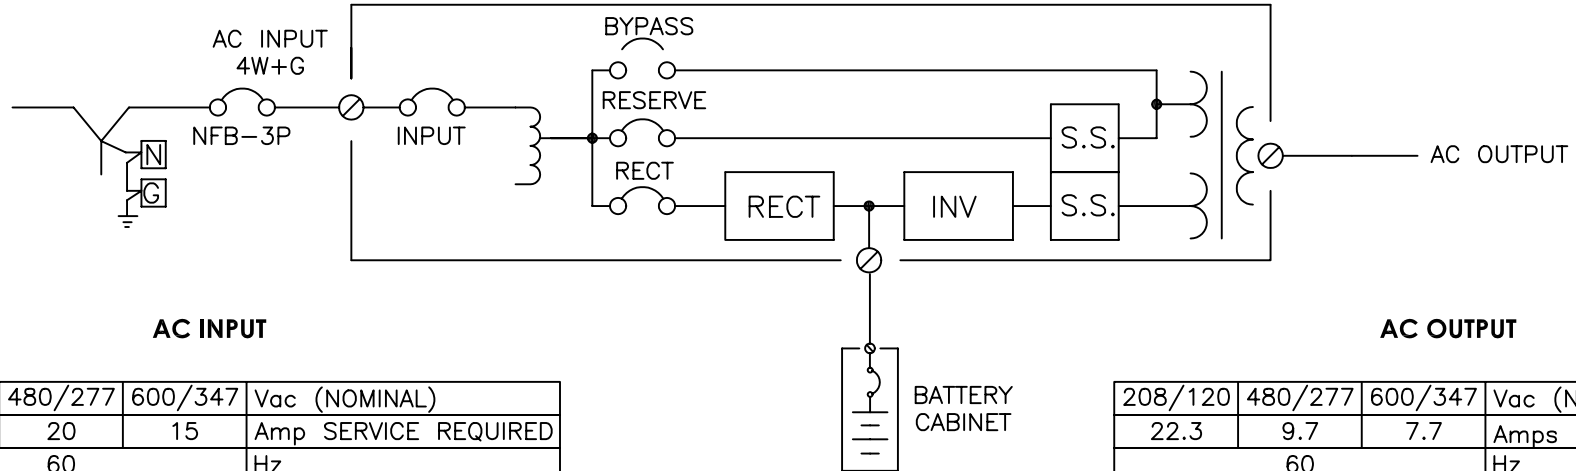 BYPASS
AC INPUT
4W+G
RESERVE
NFB-3P
INPUT
S.S.
N
AC OUTPUT
RECT
G
RECT
INV
S.S.
AC INPUT
AC OUTPUT
BATTERY
CABINET
480/277 600/347 Vac (NOMINAL)
20 15 Amp SERVICE REQUIRED
60 Hz
208/120 480/277 600/347 Vac (N
22.3 9.7 7.7 Amps
60 Hz